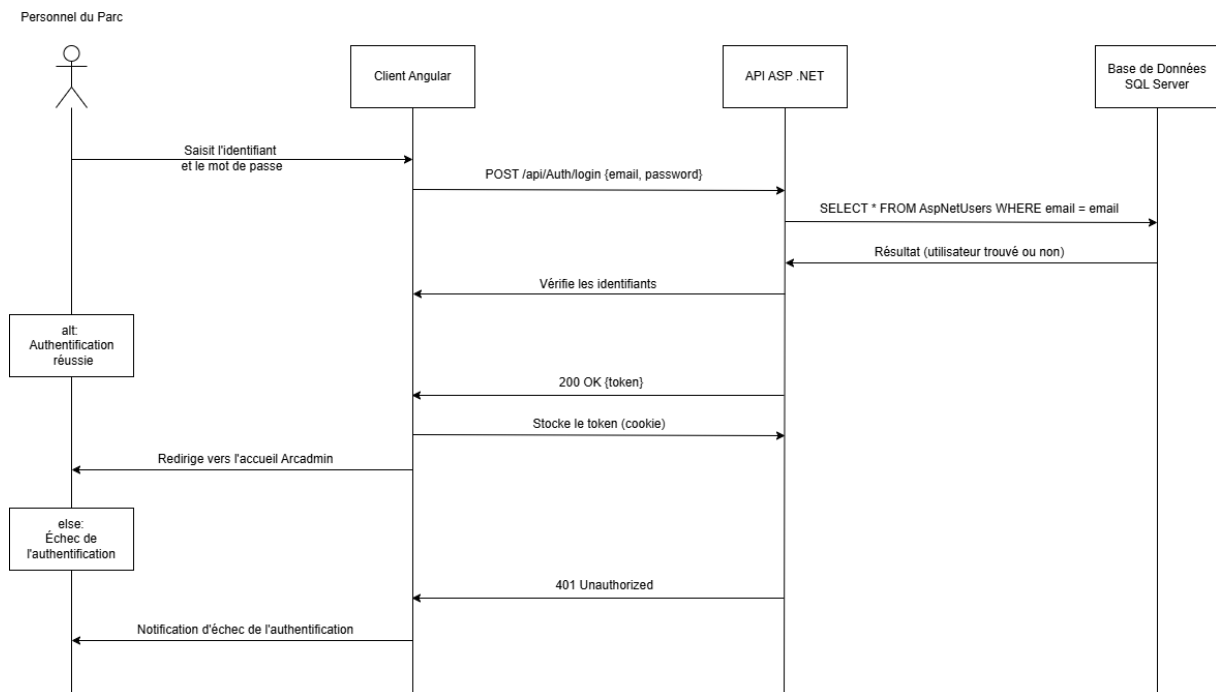 Personnel du Parc
Client Angular
API ASP .NET
Base de Données
SQL Server
Saisit l'identifiant
et le mot de passe
POST /api/Auth/login {email, password}
SELECT * FROM AspNetUsers WHERE email = email
Résultat (utilisateur trouvé ou non)
Vérifie les identifiants
alt:
Authentification
réussie
200 OK {token}
Stocke le token (cookie)
Redirige vers l'accueil Arcadmin
else:
Échec de
l'authentification
401 Unauthorized
Notification d'échec de l'authentification